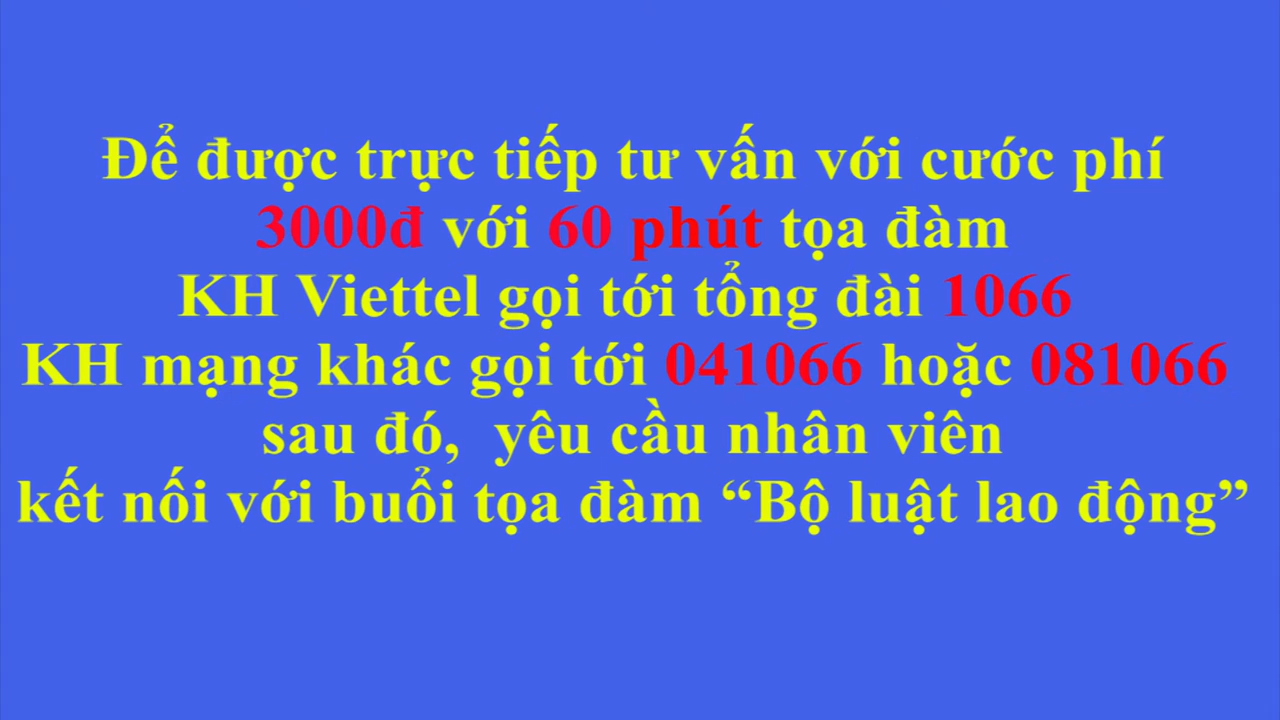 Để được trực tiếp tư vấn với cước phí
3000đ với 60 phút tọa đàm
KH Viettel gọi tới tổng đài 1066
KH mạng khác gọi tới 041066 hoặc 081066
sau đó, yêu cầu nhân viên
kết nối với buổi tọa đàm “Bộ luật lao động”